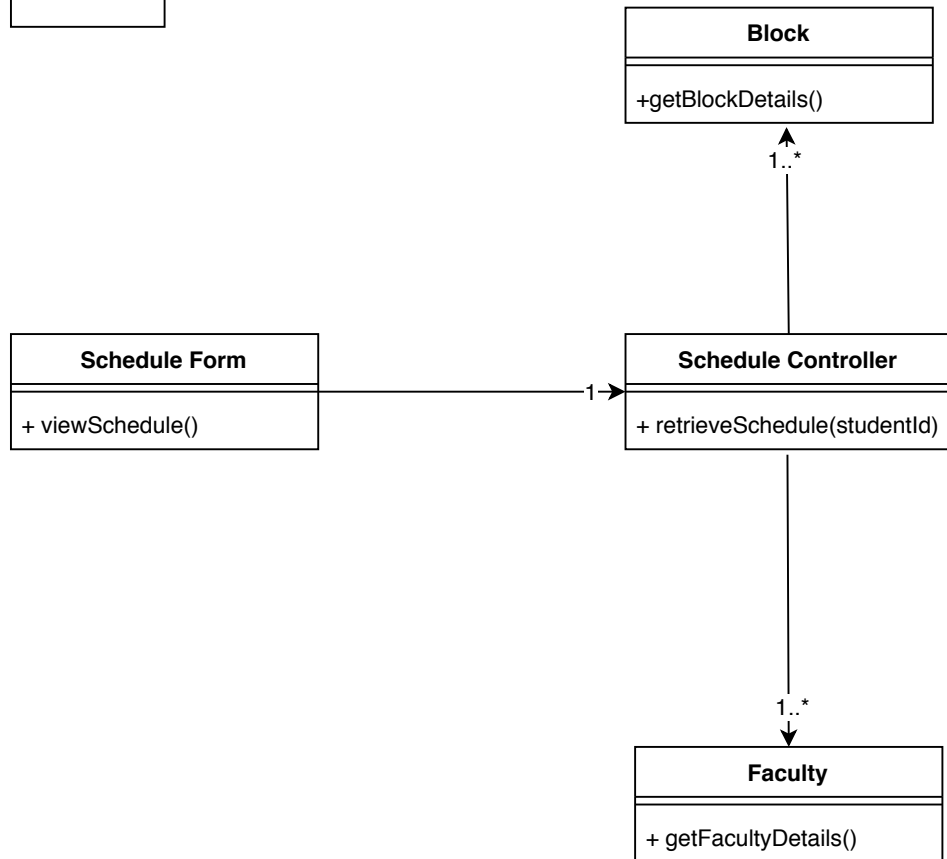 Block
+getBlockDetails()
1..*
Schedule Form
+ viewSchedule()
1
Schedule Controller
+ retrieveSchedule(studentId)
1..*
Faculty
+ getFacultyDetails()